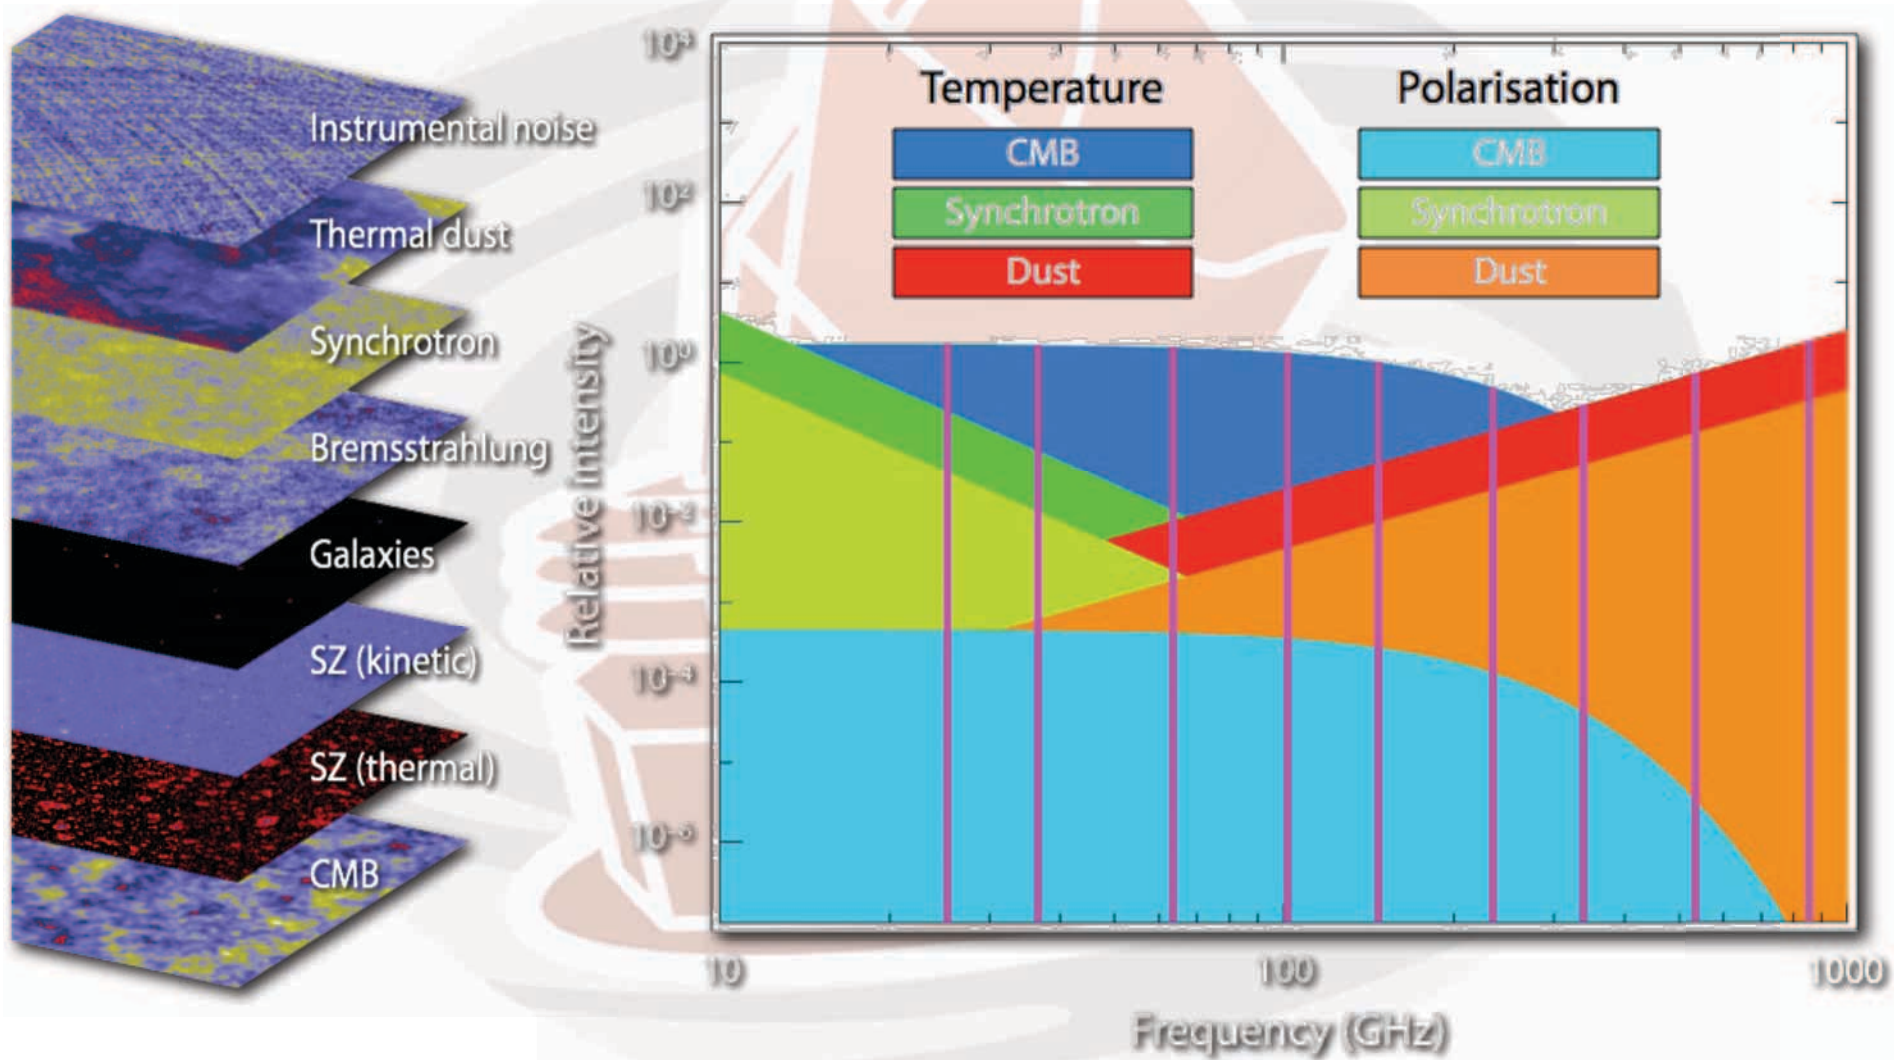 Instrumental noise
Thermal dust
Synchrotron
Bremsstrahlung
Galaxies
SZ (kinetic)
SZ (thermal)
CMB
Relative intensity
10⁴
10²
10⁰
10⁻²
10⁻⁴
10⁻⁶
Temperature
CMB
Synchrotron
Dust
Polarisation
CMB
Synchrotron
Dust
10
100
1000
Frequency (GHz)